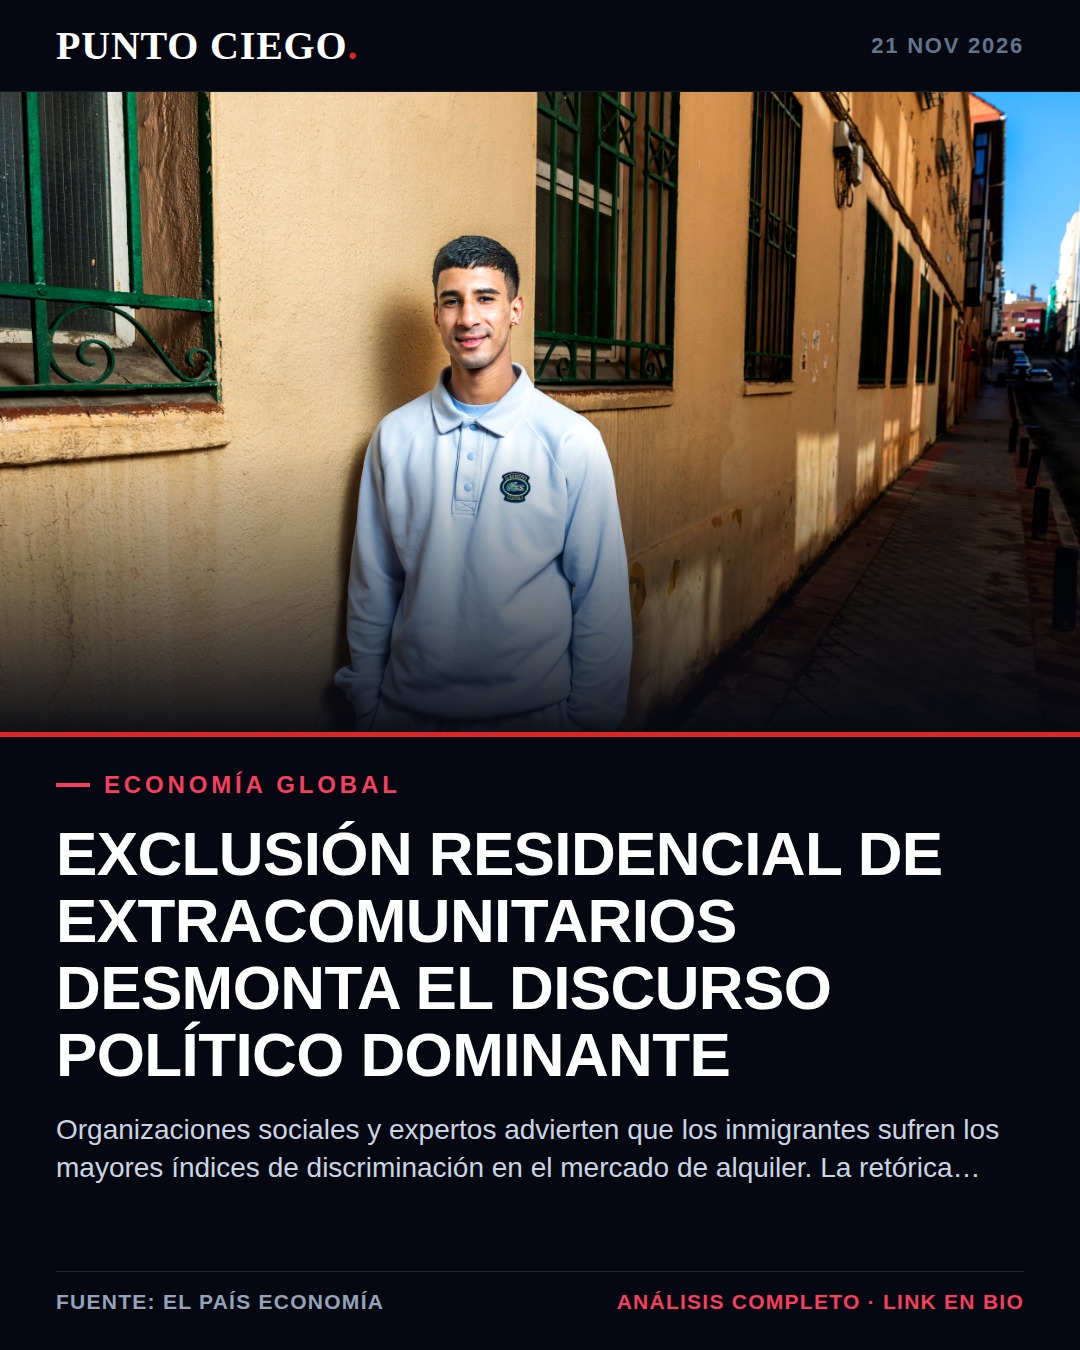 PUNTO CIEGO.
21 NOV 2026
ECONOMÍA GLOBAL
EXCLUSIÓN RESIDENCIAL DE
EXTRACOMUNITARIOS
DESMONTA EL DISCURSO
POLÍTICO DOMINANTE
Organizaciones sociales y expertos advierten que los inmigrantes sufren los
mayores índices de discriminación en el mercado de alquiler. La retórica…
FUENTE: EL PAÍS ECONOMÍA
ANÁLISIS COMPLETO · LINK EN BIO